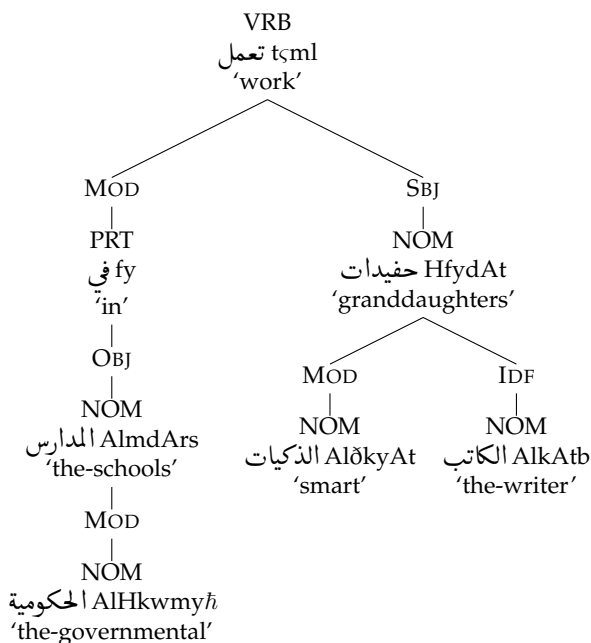 VRB
تعمل tςml
‘work’
MOD SBJ
PRT NOM
في fy حفيدات HfydAt
‘in’ ‘granddaughters’
OBJ MOD IDF
NOM NOM NOM
المدارس AlmdArs الذكيات AlðkyAt الكاتب AlkAtb
‘the-schools’ ‘smart’ ‘the-writer’
MOD
NOM
الحكومية AlHkwmyħ
‘the-governmental’